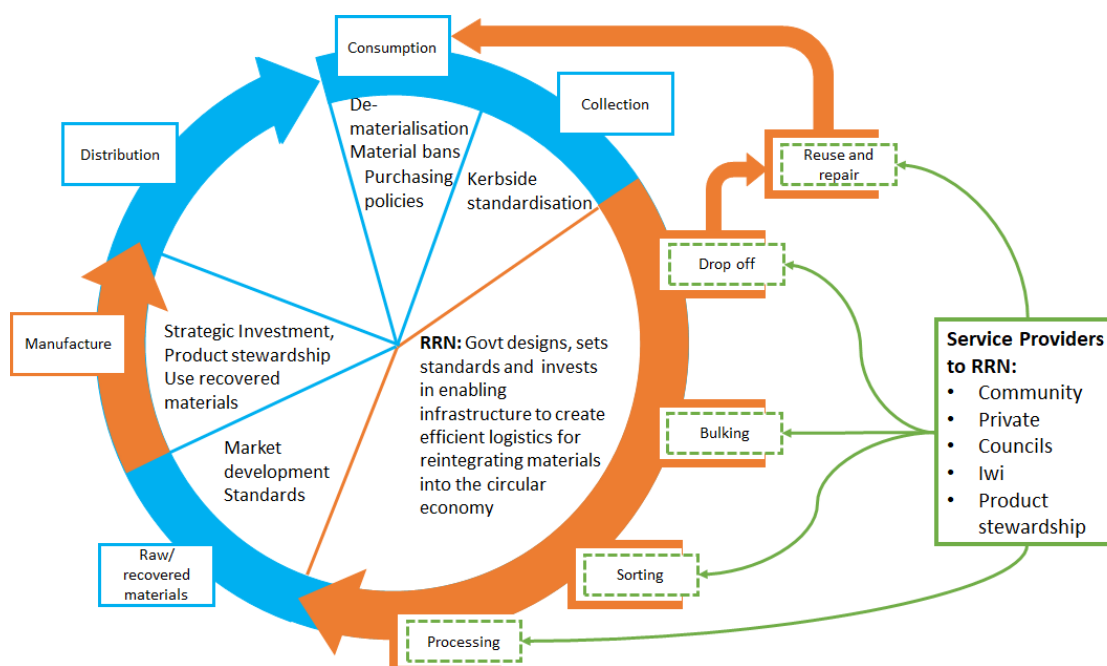 Consumption
Collection
Distribution
De-
materialisation
Material bans
Purchasing
policies
Kerbside
standardisation
Reuse and
repair
Drop off
Manufacture
Strategic Investment,
Product stewardship
Use recovered
materials
RRN: Govt designs, sets
standards and invests
in enabling
infrastructure to create
efficient logistics for
reintegrating materials
into the circular
economy
Service Providers
to RRN:
• Community
• Private
• Councils
• Iwi
• Product
stewardship
Bulking
Market
development
Standards
Raw/
recovered
materials
Sorting
Processing